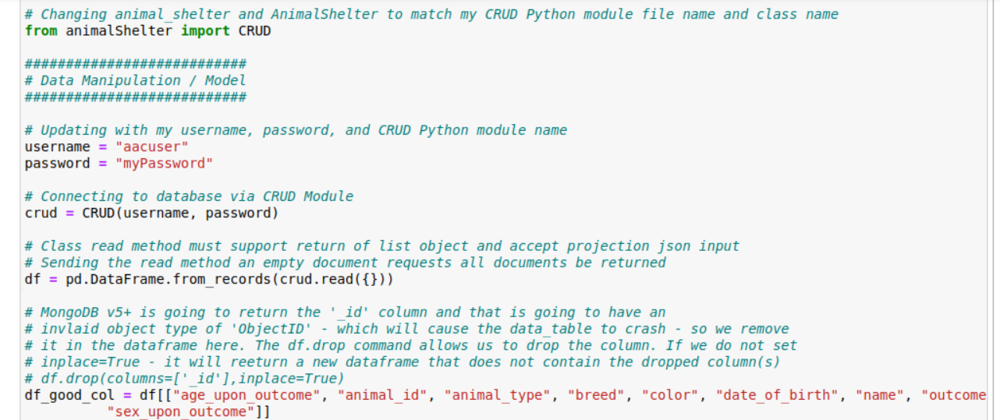 # Changing animal_shelter and AnimalShelter to match my CRUD Python module file name and class name
from animalShelter import CRUD
###########################
# Data Manipulation / Model
###########################
# Updating with my username, password, and CRUD Python module name
username = "aacuser"
password = "myPassword"
# Connecting to database via CRUD Module
crud = CRUD(username, password)
# Class read method must support return of list object and accept projection json input
# Sending the read method an empty document requests all documents be returned
df = pd.DataFrame.from_records(crud.read({}))
# MongoDB v5+ is going to return the '_id' column and that is going to have an
# invlaid object type of 'ObjectID' - which will cause the data_table to crash - so we remove
# it in the dataframe here. The df.drop command allows us to drop the column. If we do not set
# inplace=True - it will reeturn a new dataframe that does not contain the dropped column(s)
# df.drop(columns=['_id'],inplace=True)
df_good_col = df[["age_upon_outcome", "animal_id", "animal_type", "breed", "color", "date_of_birth", "name", "outcome
"sex_upon_outcome"]]